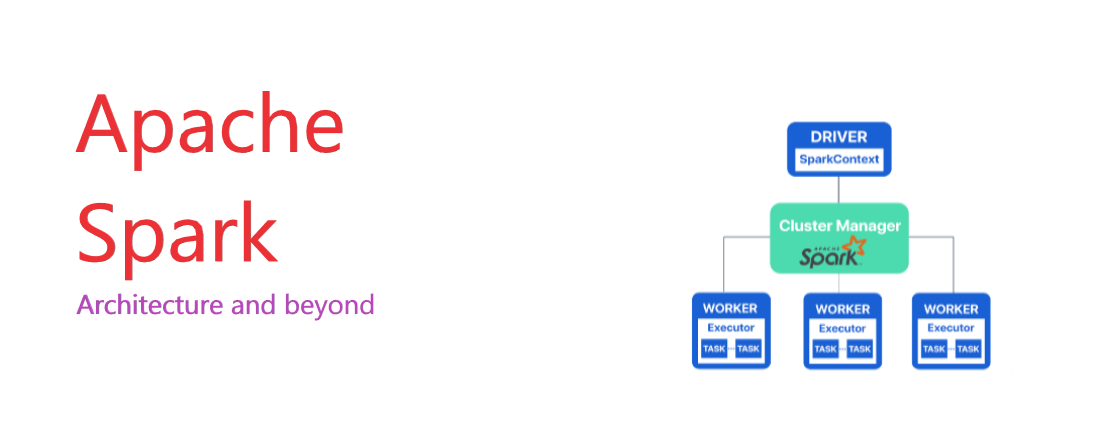 Apache
Spark
Architecture and beyond
DRIVER
SparkContext
Cluster Manager
APACHE
Spark™
WORKER
Executor
TASK TASK
WORKER
Executor
TASK TASK
WORKER
Executor
TASK TASK